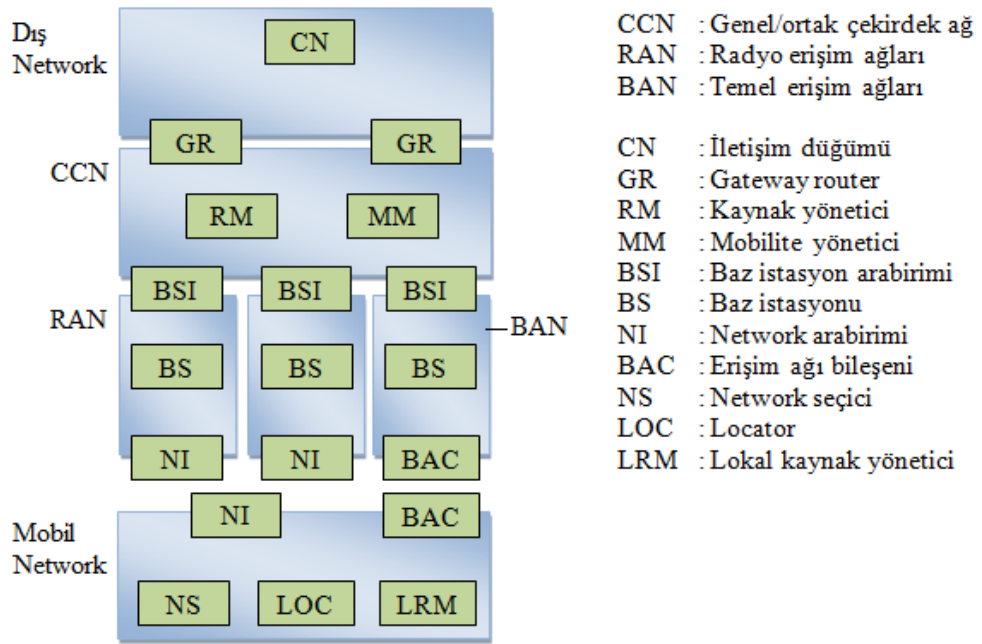 Dış
Network
CN
GR GR
CCN
RM MM
BSI BSI BSI
RAN
BAN
BS BS BS
NI NI BAC
NI BAC
Mobil
Network
NS LOC LRM
CCN : Genel/ortak çekirdek ağ
RAN : Radyo erişim ağları
BAN : Temel erişim ağları
CN : İletişim düğümü
GR : Gateway router
RM : Kaynak yönetici
MM : Mobilite yönetici
BSI : Baz istasyon arabirimi
BS : Baz istasyonu
NI : Network arabirimi
BAC : Erişim ağı bileşeni
NS : Network seçici
LOC : Locator
LRM : Lokal kaynak yönetici